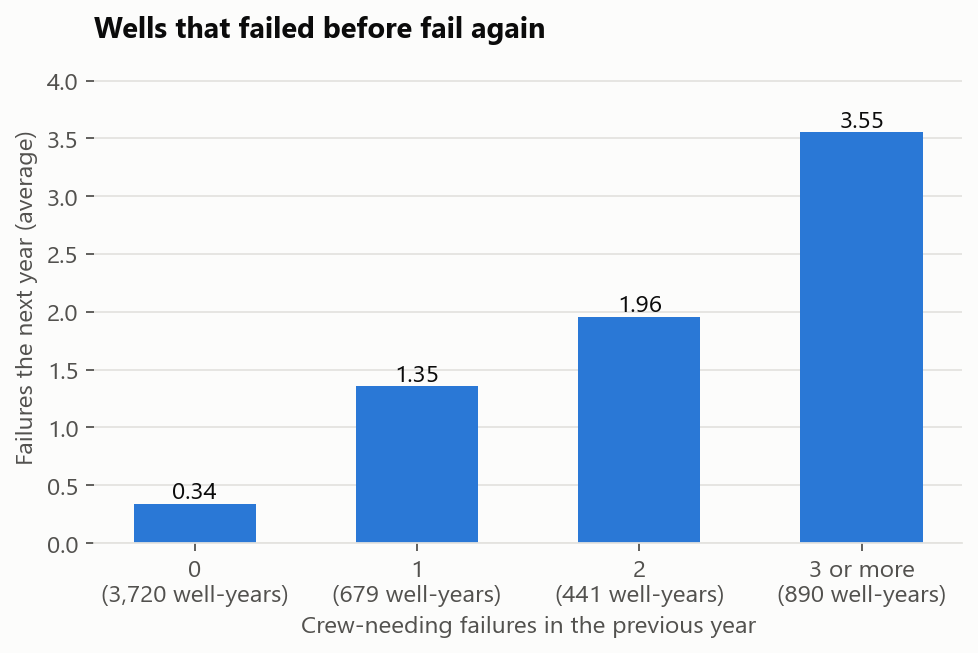 Wells that failed before fail again
Failures the next year (average)
4.0
3.5
3.0
2.5
2.0
1.5
1.0
0.5
0.0
0.34
1.35
1.96
3.55
0
(3,720 well-years)
1
(679 well-years)
2
(441 well-years)
3 or more
(890 well-years)
Crew-needing failures in the previous year